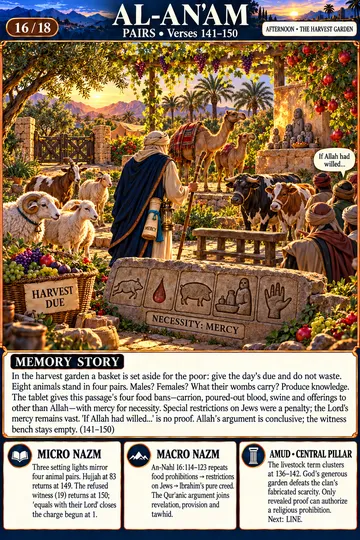 16/18
AL-AN'AM
PAIRS • Verses 141–150
AFTERNOON • THE HARVEST GARDEN
If Allah had
willed...
MERCY
HARVEST
DUE
NECESSITY: MERCY
MEMORY STORY
In the harvest garden a basket is set aside for the poor: give the day's due and do not waste.
Eight animals stand in four pairs. Males? Females? What their wombs carry? Produce knowledge.
The tablet gives this passage's four food bans—carrion, poured-out blood, swine and offerings
to other than Allah—with mercy for necessity. Special restrictions on Jews were a penalty; the Lord's
mercy remains vast. 'If Allah had willed...' is no proof. Allah's argument is conclusive; the witness
bench stays empty. (141–150)
MICRO NAZM
Three setting lights mirror
four animal pairs. Hujjah at 83
returns at 149. The refused
witness (19) returns at 150;
'equals with their Lord' closes
the charge begun at 1.
MACRO NAZM
An-Nahl 16:114–123 repeats
food prohibitions → restrictions
on Jews → Ibrahim's pure creed.
The Qur'anic argument joins
revelation, provision and
tawhid.
AMUD • CENTRAL PILLAR
The livestock term clusters
at 136–142. God's generous
garden defeats the clan's
fabricated scarcity. Only
revealed proof can authorize
a religious prohibition.
Next: LINE.